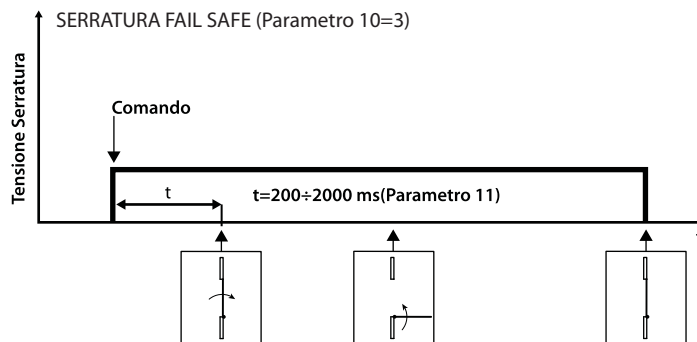 SERRATURA FAIL SAFE (Parametro 10=3)
Tensione Serratura
Comando
t
t=200÷2000 ms(Parametro 11)